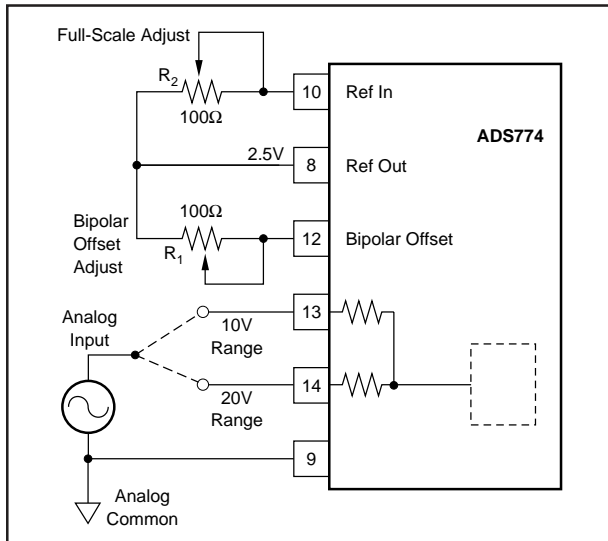 Full-Scale Adjust
R2
100Ω
10
Ref In
ADS774
2.5V
8
Ref Out
100Ω
Bipolar
Offset
Adjust
R1
12
Bipolar Offset
Analog
Input
13
10V
Range
14
20V
Range
9
Analog
Common